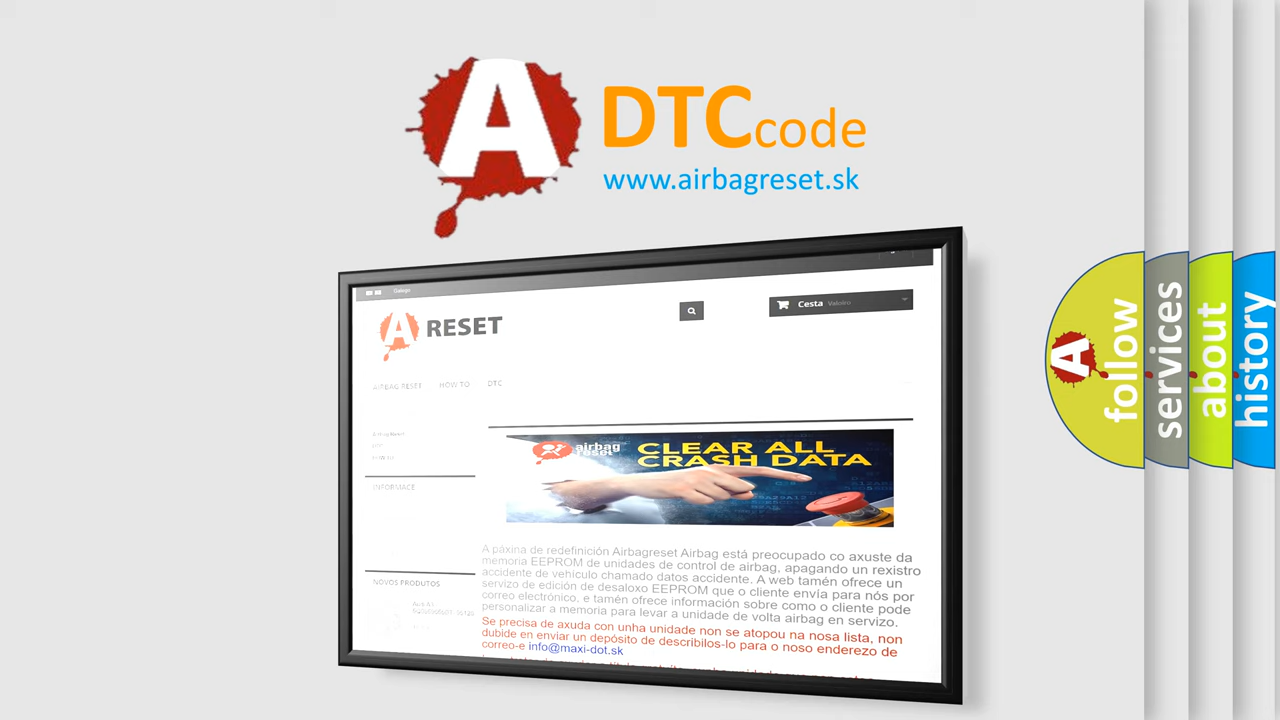 A DTCcode
www.airbagreset.sk
Galego
A RESET
Cesta Valeiro
AIRBAG RESET HOW TO DTC
HOW TO
INFORMACE
NOVOS PRODUTOS
airbag
reset
CLEAR ALL
CRASH DATA
A páxina de redefinición Airbagreset Airbag está preocupado co axuste da
memoria EEPROM de unidades de control de airbag, apagando un rexistro
accidente de vehículo chamado datos accidente. A web tamén ofrece un
servizo de edición de desaloxo EEPROM que o cliente envía para nós por
correo electrónico, e tamén ofrece información sobre como o cliente pode
personalizar a memoria para levar a unidade de volta airbag en servizo.
Se precisa de axuda con unha unidade non se atopou na nosa lista, non
dubide en enviar un depósito de describilos-lo para o noso enderezo de
correo-e info@maxi-dot.sk
A follow
services
about
history